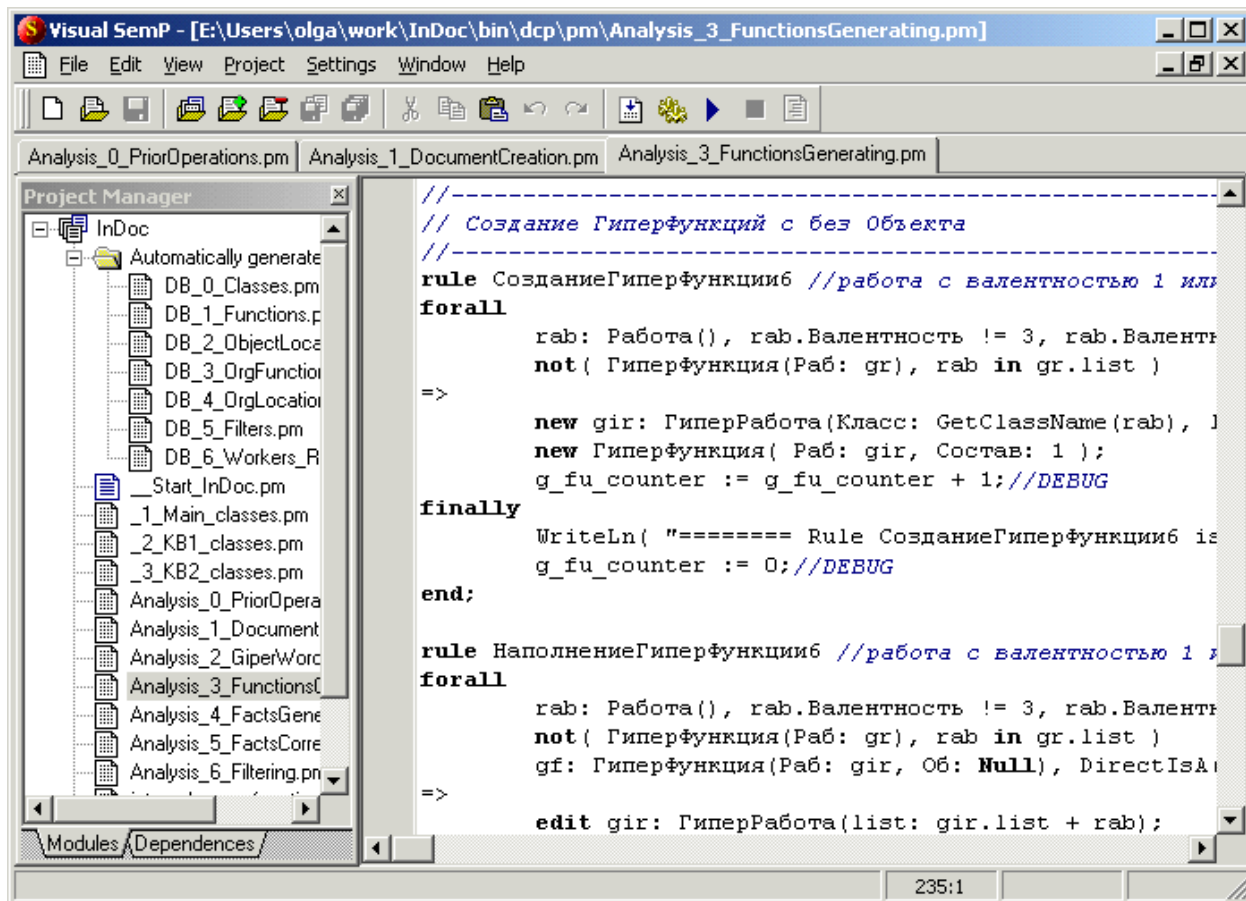 Visual SemP - [E:\Users\olga\work\InDoc\bin\dcp\pm\Analysis_3_FunctionsGenerating.pm]
File Edit View Project Settings Window Help
Analysis_0_PriorOperations.pm Analysis_1_DocumentCreation.pm Analysis_3_FunctionsGenerating.pm
Project Manager
InDoc
Automatically generate
DB_0_Classes.pm
DB_1_Functions.p
DB_2_ObjectLoca
DB_3_OrgFunction
DB_4_OrgLocation
DB_5_Filters.pm
DB_6_Workers_R
__Start_InDoc.pm
_1_Main_classes.pm
_2_KB1_classes.pm
_3_KB2_classes.pm
Analysis_0_PriorOpera
Analysis_1_Document
Analysis_2_GiperWord
Analysis_3_FunctionsG
Analysis_4_FactsGene
Analysis_5_FactsCorre
Analysis_6_Filtering.pm
Modules Dependences
//------------------------------------------------------
// Создание ГиперФункций с без Объекта
//------------------------------------------------------
rule СозданиеГиперФункции6 //работа с валентностью 1 или
forall
rab: Работа(), rab.Валентность != 3, rab.Валентн
not( ГиперФункция(Раб: gr), rab in gr.list )
=>
new gir: ГиперРабота(Класс: GetClassName(rab),
new ГиперФункция( Раб: gir, Состав: 1 );
g_fu_counter := g_fu_counter + 1;//DEBUG
finally
WriteLn( "======== Rule СозданиеГиперФункции6 is
g_fu_counter := 0;//DEBUG
end;
rule НаполнениеГиперФункции6 //работа с валентностью 1
forall
rab: Работа(), rab.Валентность != 3, rab.Валентн
not( ГиперФункция(Раб: gr), rab in gr.list )
gf: ГиперФункция(Раб: gir, Об: Null), DirectIsA
=>
edit gir: ГиперРабота(list: gir.list + rab);
235:1